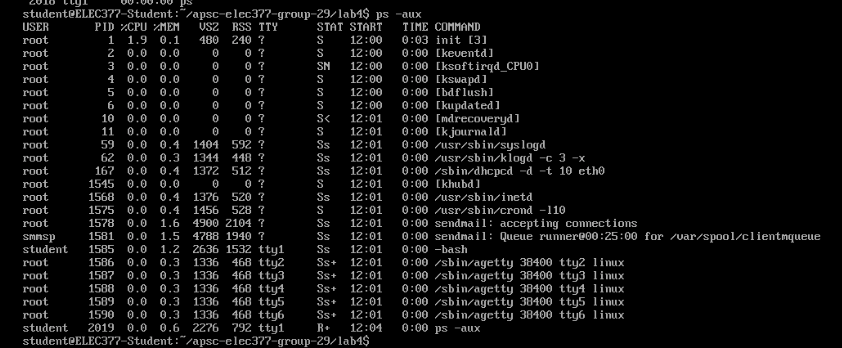 2018 tty1 00:00:00 ps
student@ELEC377-Student:~/apsc-elec377-group-29/lab4$ ps -aux
USER PID %CPU %MEM VSZ RSS TTY STAT START TIME COMMAND
root 1 1.9 0.1 480 240 ? S 12:00 0:03 init [3]
root 2 0.0 0.0 0 0 ? S 12:00 0:00 [keventd]
root 3 0.0 0.0 0 0 ? SN 12:00 0:00 [ksoftirqd_CPU0]
root 4 0.0 0.0 0 0 ? S 12:00 0:00 [kswapd]
root 5 0.0 0.0 0 0 ? S 12:00 0:00 [bdflush]
root 6 0.0 0.0 0 0 ? S 12:00 0:00 [kupdated]
root 10 0.0 0.0 0 0 ? S< 12:01 0:00 [mdrecoveryd]
root 11 0.0 0.0 0 0 ? S 12:01 0:00 [kjournald]
root 59 0.0 0.4 1404 592 ? Ss 12:01 0:00 /usr/sbin/syslogd
root 62 0.0 0.3 1344 448 ? Ss 12:01 0:00 /usr/sbin/klogd -c 3 -x
root 167 0.0 0.4 1372 512 ? Ss 12:01 0:00 /sbin/dhcpcd -d -t 10 eth0
root 1545 0.0 0.0 0 0 ? S 12:01 0:00 [khubd]
root 1568 0.0 0.4 1376 520 ? Ss 12:01 0:00 /usr/sbin/inetd
root 1575 0.0 0.4 1456 528 ? S 12:01 0:00 /usr/sbin/crond -l10
root 1578 0.0 1.6 4900 2104 ? Ss 12:01 0:00 sendmail: accepting connections
smmsp 1581 0.0 1.5 4788 1940 ? Ss 12:01 0:00 sendmail: Queue runner@00:25:00 for /var/spool/clientmqueue
student 1585 0.0 1.2 2636 1532 tty1 Ss 12:01 0:00 -bash
root 1586 0.0 0.3 1336 468 tty2 Ss+ 12:01 0:00 /sbin/agetty 38400 tty2 linux
root 1587 0.0 0.3 1336 468 tty3 Ss+ 12:01 0:00 /sbin/agetty 38400 tty3 linux
root 1588 0.0 0.3 1336 468 tty4 Ss+ 12:01 0:00 /sbin/agetty 38400 tty4 linux
root 1589 0.0 0.3 1336 468 tty5 Ss+ 12:01 0:00 /sbin/agetty 38400 tty5 linux
root 1590 0.0 0.3 1336 468 tty6 Ss+ 12:01 0:00 /sbin/agetty 38400 tty6 linux
student 2019 0.0 0.6 2276 792 tty1 R+ 12:04 0:00 ps -aux
student@ELEC377-Student:~/apsc-elec377-group-29/lab4$